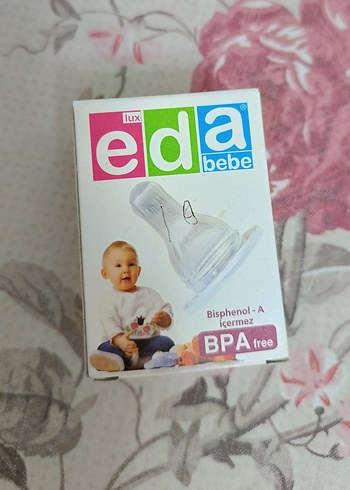 lux
eda®
bebe
Bisphenol - A
içermez
BPA free